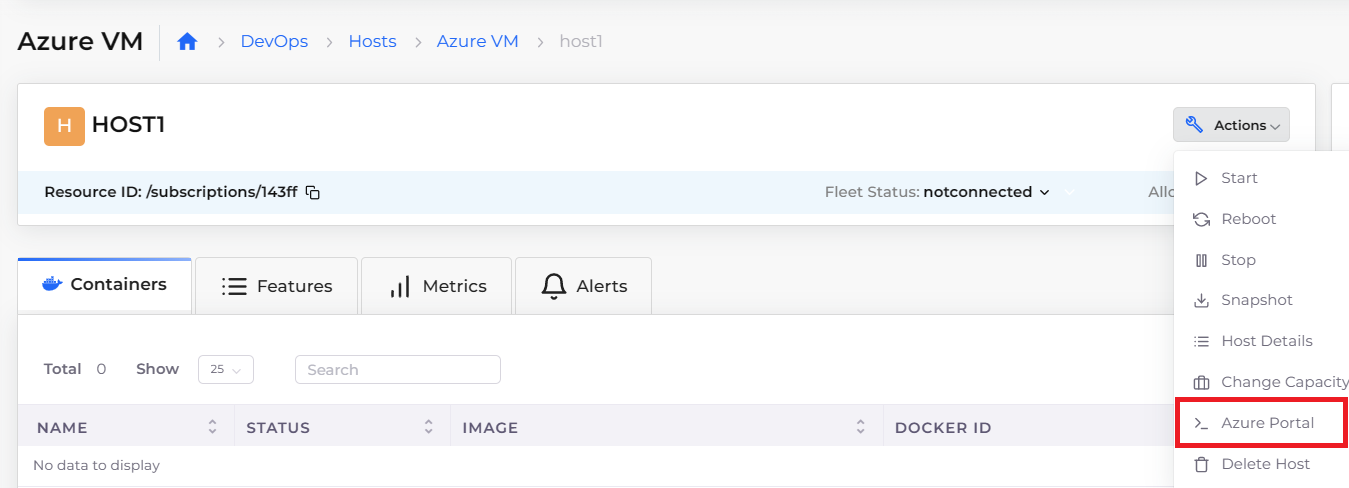 Azure VM > DevOps > Hosts > Azure VM > host1
H HOST1
Actions
Resource ID: /subscriptions/143ff
Fleet Status: notconnected
Start
Reboot
Stop
Snapshot
Host Details
Change Capacity
Azure Portal
Delete Host
Containers Features Metrics Alerts
Total 0 Show 25 Search
NAME STATUS IMAGE DOCKER ID
No data to display